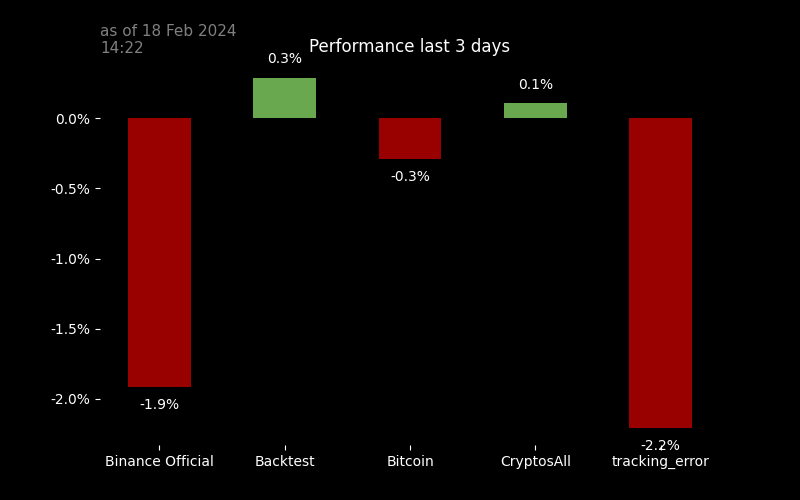 as of 18 Feb 2024
14:22
Performance last 3 days
0.3%
0.1%
0.0%
-0.3%
-0.5%
-1.0%
-1.5%
-2.0%
-1.9%
-2.2%
Binance Official
Backtest
Bitcoin
CryptosAll
tracking_error